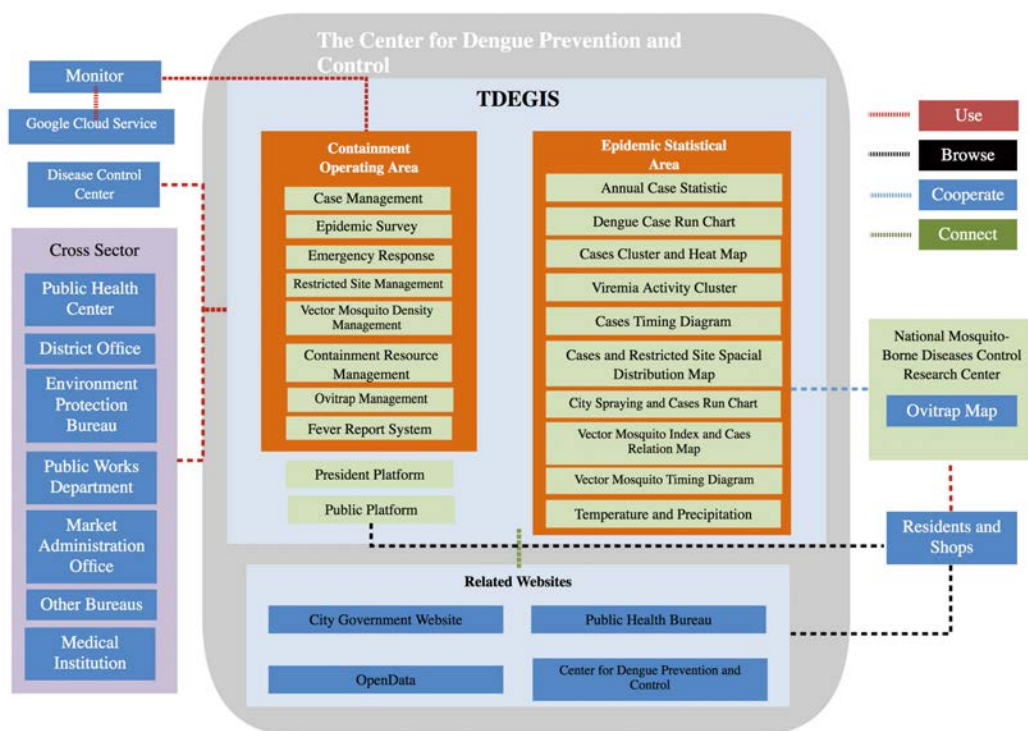 The Center for Dengue Prevention and
Control
TDEGIS
Monitor
Google Cloud Service
Disease Control
Center
Cross Sector
Public Health
Center
District Office
Environment
Protection
Bureau
Public Works
Department
Market
Administration
Office
Other Bureaus
Medical
Institution
Containment
Operating Area
Case Management
Epidemic Survey
Emergency Response
Restricted Site Management
Vector Mosquito Density
Management
Containment Resource
Management
Ovitrap Management
Fever Report System
President Platform
Public Platform
Epidemic Statistical
Area
Annual Case Statistic
Dengue Case Run Chart
Cases Cluster and Heat Map
Viremia Activity Cluster
Cases Timing Diagram
Cases and Restricted Site Spacial
Distribution Map
City Spraying and Cases Run Chart
Vector Mosquito Index and Caes
Relation Map
Vector Mosquito Timing Diagram
Temperature and Precipitation
Related Websites
City Government Website
Public Health Bureau
OpenData
Center for Dengue Prevention and
Control
Use
Browse
Cooperate
Connect
National Mosquito-
Borne Diseases Control
Research Center
Ovitrap Map
Residents and
Shops